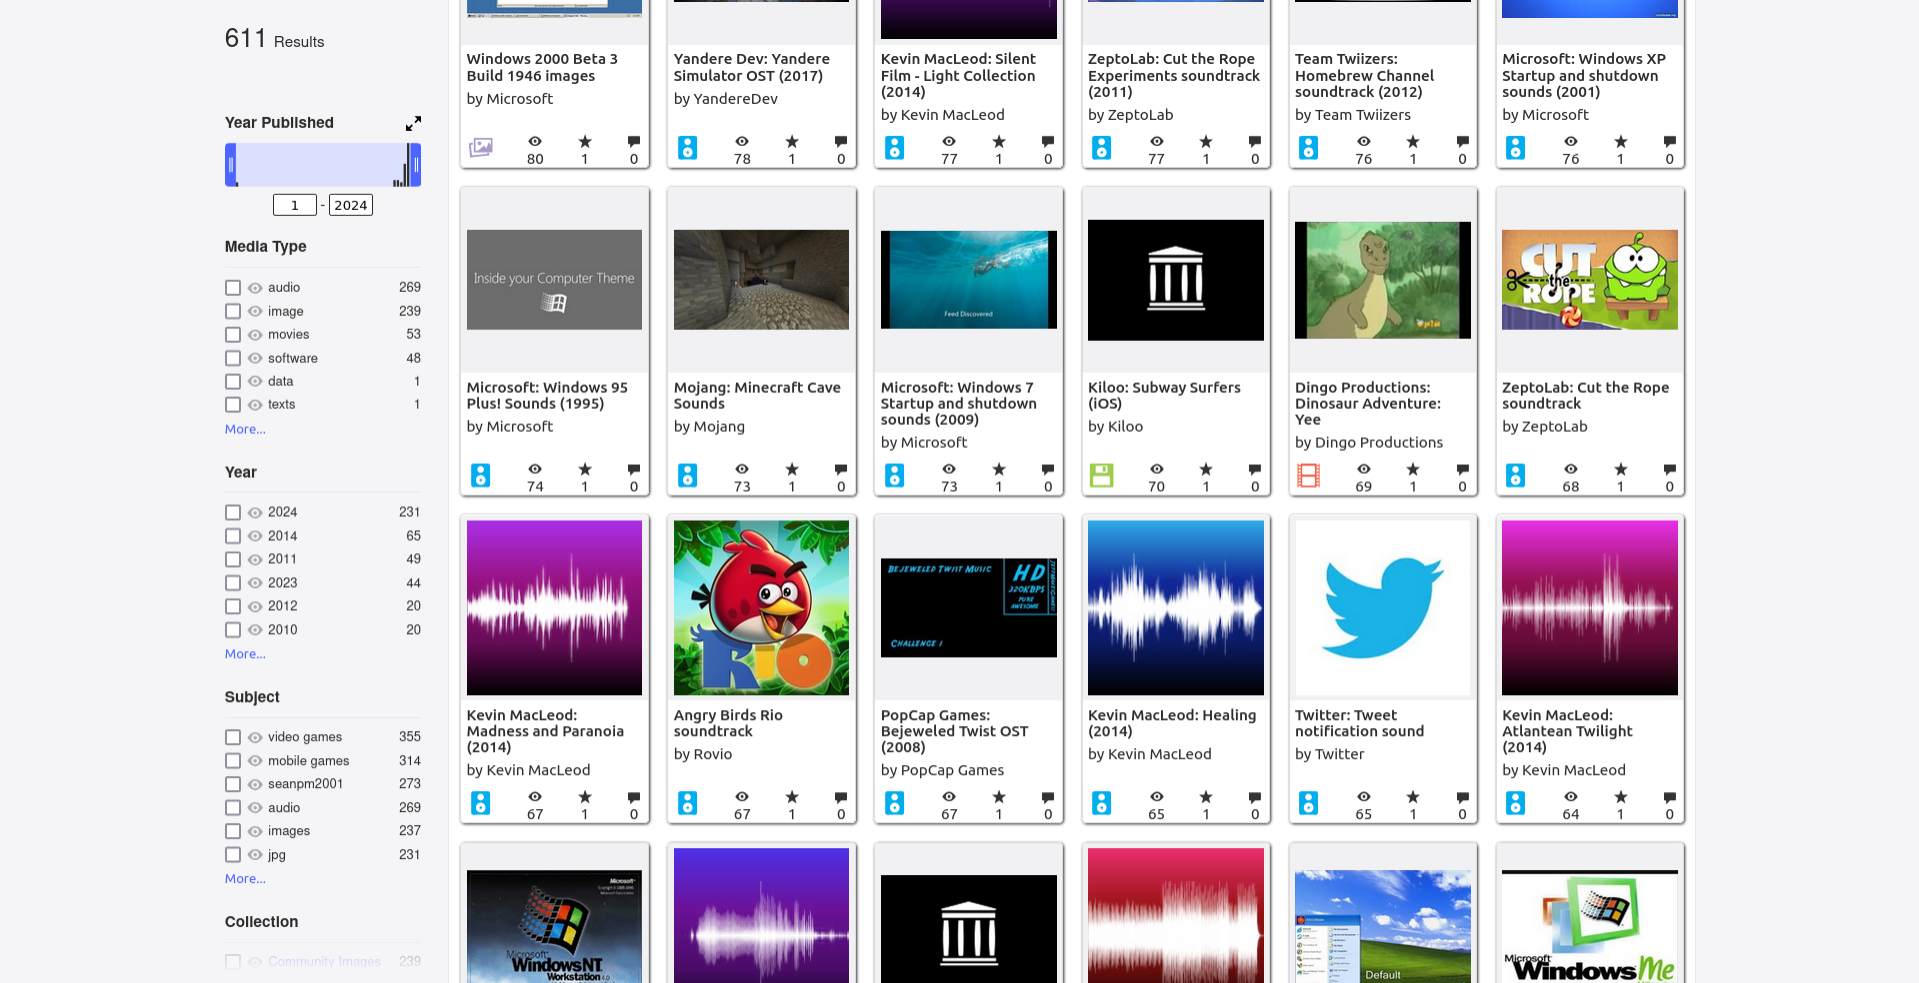 611 Results
Year Published
1 - 2024
Media Type
audio 269
image 239
movies 53
software 48
data 1
texts 1
More...
Year
2024 231
2014 65
2011 49
2023 44
2012 20
2010 20
More...
Subject
video games 355
mobile games 314
seanpm2001 273
audio 269
images 237
jpg 231
More...
Collection
Community Images 239
Windows 2000 Beta 3
Build 1946 images
by Microsoft
80 1 0
Yandere Dev: Yandere
Simulator OST (2017)
by YandereDev
78 1 0
Kevin MacLeod: Silent
Film - Light Collection
(2014)
by Kevin MacLeod
77 1 0
ZeptoLab: Cut the Rope
Experiments soundtrack
(2011)
by ZeptoLab
77 1 0
Team Twiizers:
Homebrew Channel
soundtrack (2012)
by Team Twiizers
76 1 0
Microsoft: Windows XP
Startup and shutdown
sounds (2001)
by Microsoft
76 1 0
Inside your Computer Theme
Microsoft: Windows 95
Plus! Sounds (1995)
by Microsoft
74 1 0
Mojang: Minecraft Cave
Sounds
by Mojang
73 1 0
Feed Discovered
Microsoft: Windows 7
Startup and shutdown
sounds (2009)
by Microsoft
73 1 0
Kiloo: Subway Surfers
(iOS)
by Kiloo
70 1 0
Dingo Productions:
Dinosaur Adventure:
Yee
by Dingo Productions
69 1 0
CUT
the
ROPE
ZeptoLab: Cut the Rope
soundtrack
by ZeptoLab
68 1 0
Kevin MacLeod:
Madness and Paranoia
(2014)
by Kevin MacLeod
67 1 0
RIO
Angry Birds Rio
soundtrack
by Rovio
67 1 0
Bejeweled Twist Music
HD
320KBPS
PURE
AWESOME
Challenge 1
PopCap Games:
Bejeweled Twist OST
(2008)
by PopCap Games
67 1 0
Kevin MacLeod: Healing
(2014)
by Kevin MacLeod
65 1 0
Twitter: Tweet
notification sound
by Twitter
65 1 0
Kevin MacLeod:
Atlantean Twilight
(2014)
by Kevin MacLeod
64 1 0
Microsoft
Microsoft
WindowsNT
Workstation 4.0
Default
Microsoft
Windows Me